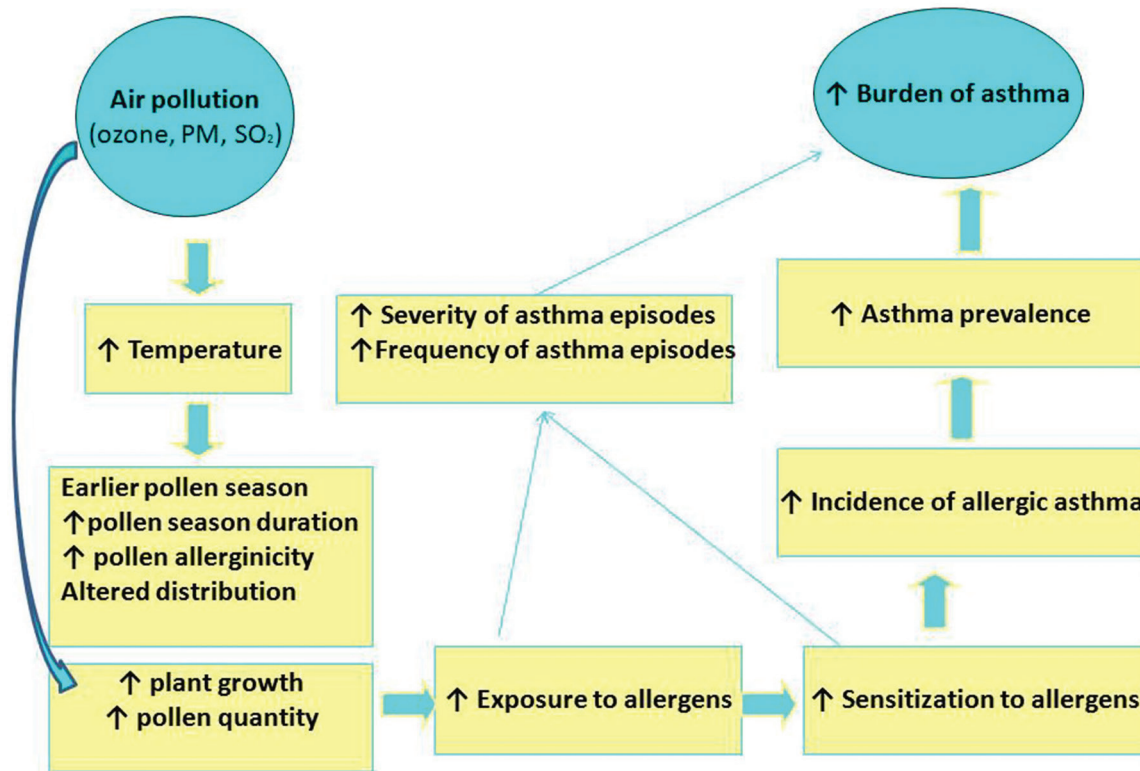 Air pollution
(ozone, PM, SO₂)
↑ Burden of asthma
↑ Temperature
↑ Severity of asthma episodes
↑Frequency of asthma episodes
↑ Asthma prevalence
Earlier pollen season
↑pollen season duration
↑ pollen allerginicity
Altered distribution
↑ Incidence of allergic asthma
↑ plant growth
↑ pollen quantity
↑ Exposure to allergens
↑ Sensitization to allergens